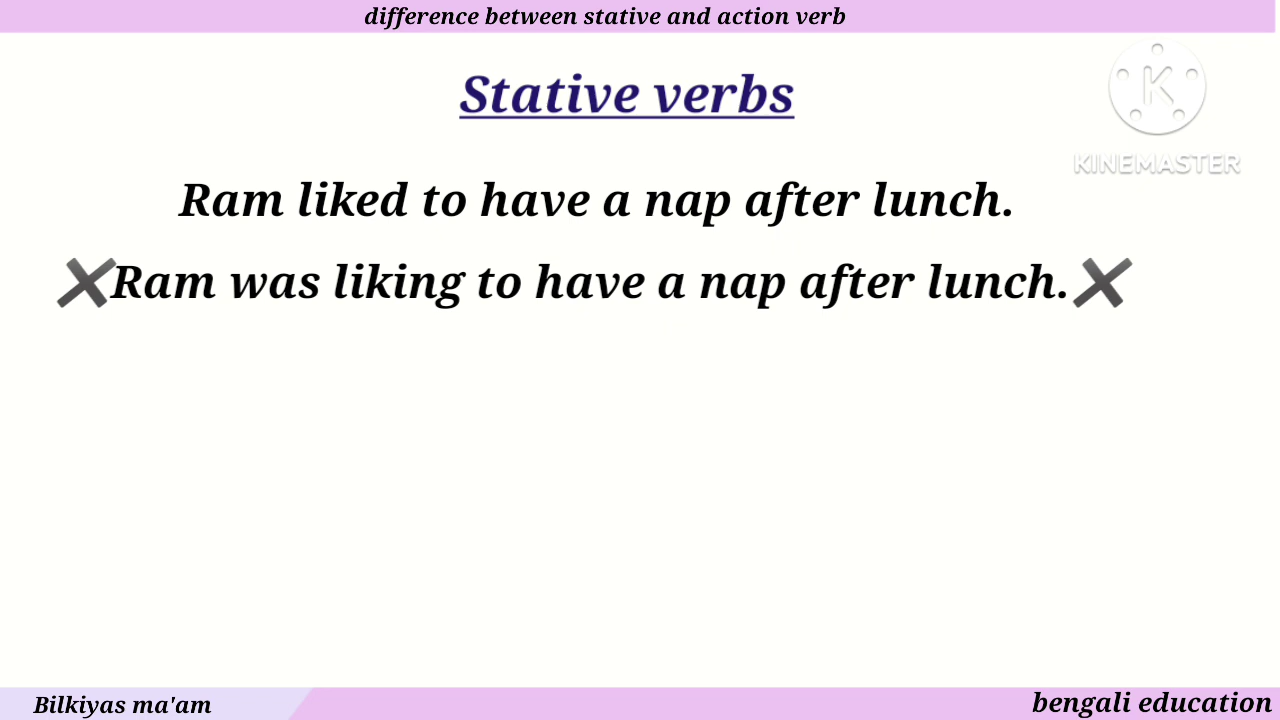 difference between stative and action verb
Stative verbs
KINEMASTER
Ram liked to have a nap after lunch.
❌Ram was liking to have a nap after lunch.❌
Bilkiyas ma'am
bengali education